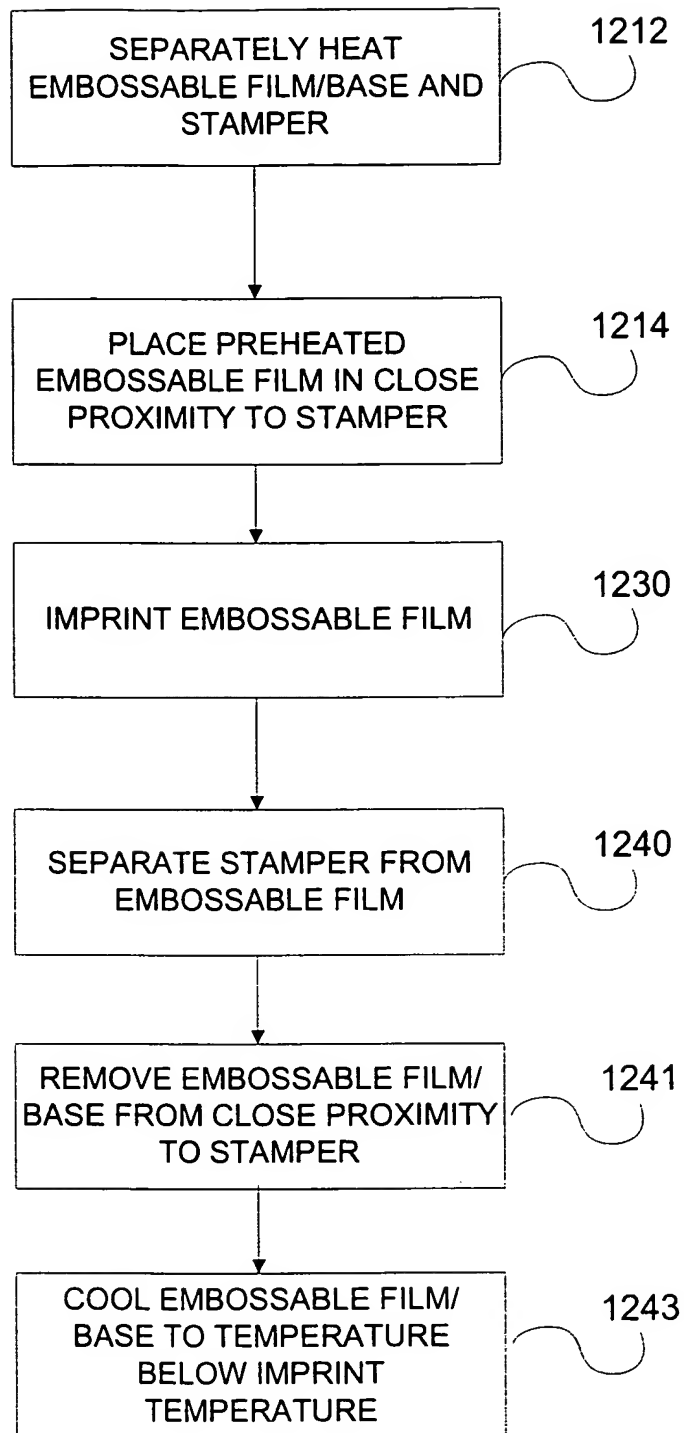 SEPARATELY HEAT
EMBOSSABLE FILM/BASE AND
STAMPER
1212
PLACE PREHEATED
EMBOSSABLE FILM IN CLOSE
PROXIMITY TO STAMPER
1214
IMPRINT EMBOSSABLE FILM
1230
SEPARATE STAMPER FROM
EMBOSSABLE FILM
1240
REMOVE EMBOSSABLE FILM/
BASE FROM CLOSE PROXIMITY
TO STAMPER
1241
COOL EMBOSSABLE FILM/
BASE TO TEMPERATURE
BELOW IMPRINT
TEMPERATURE
1243